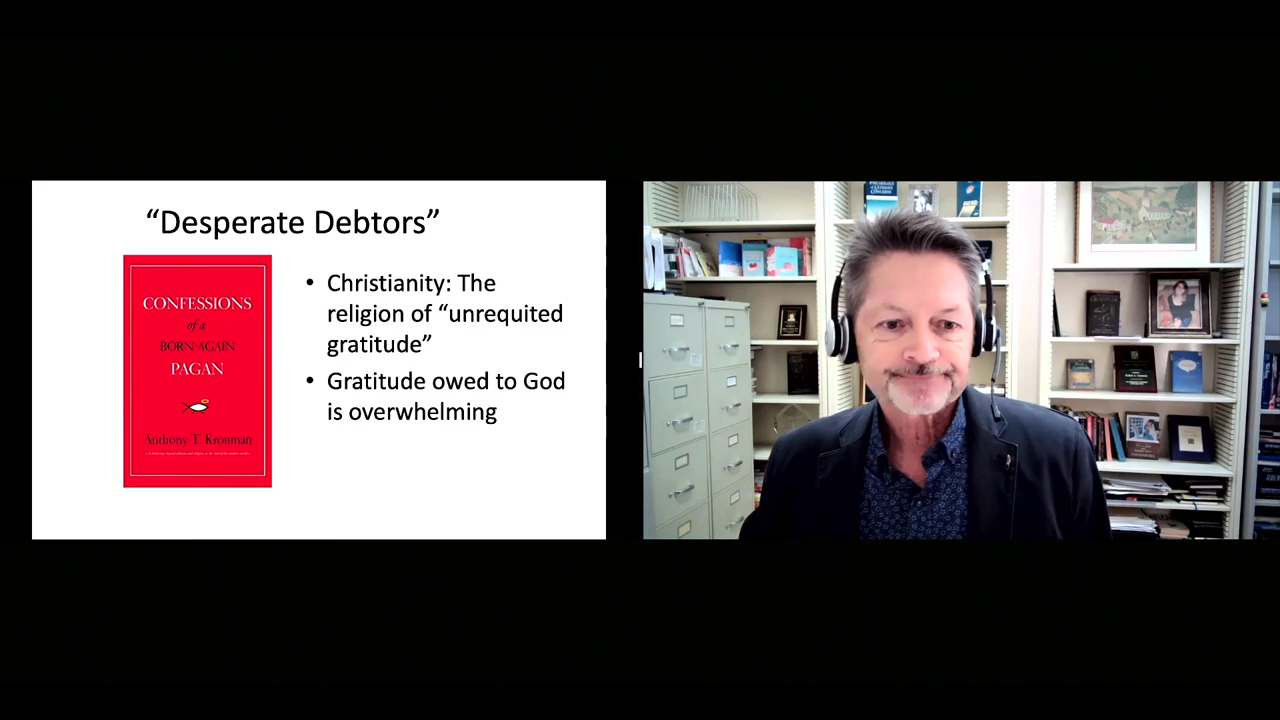 “Desperate Debtors”
CONFESSIONS
of a
BORN-AGAIN
PAGAN
Anthony T. Kronman
• Christianity: The
religion of “unrequited
gratitude”
• Gratitude owed to God
is overwhelming